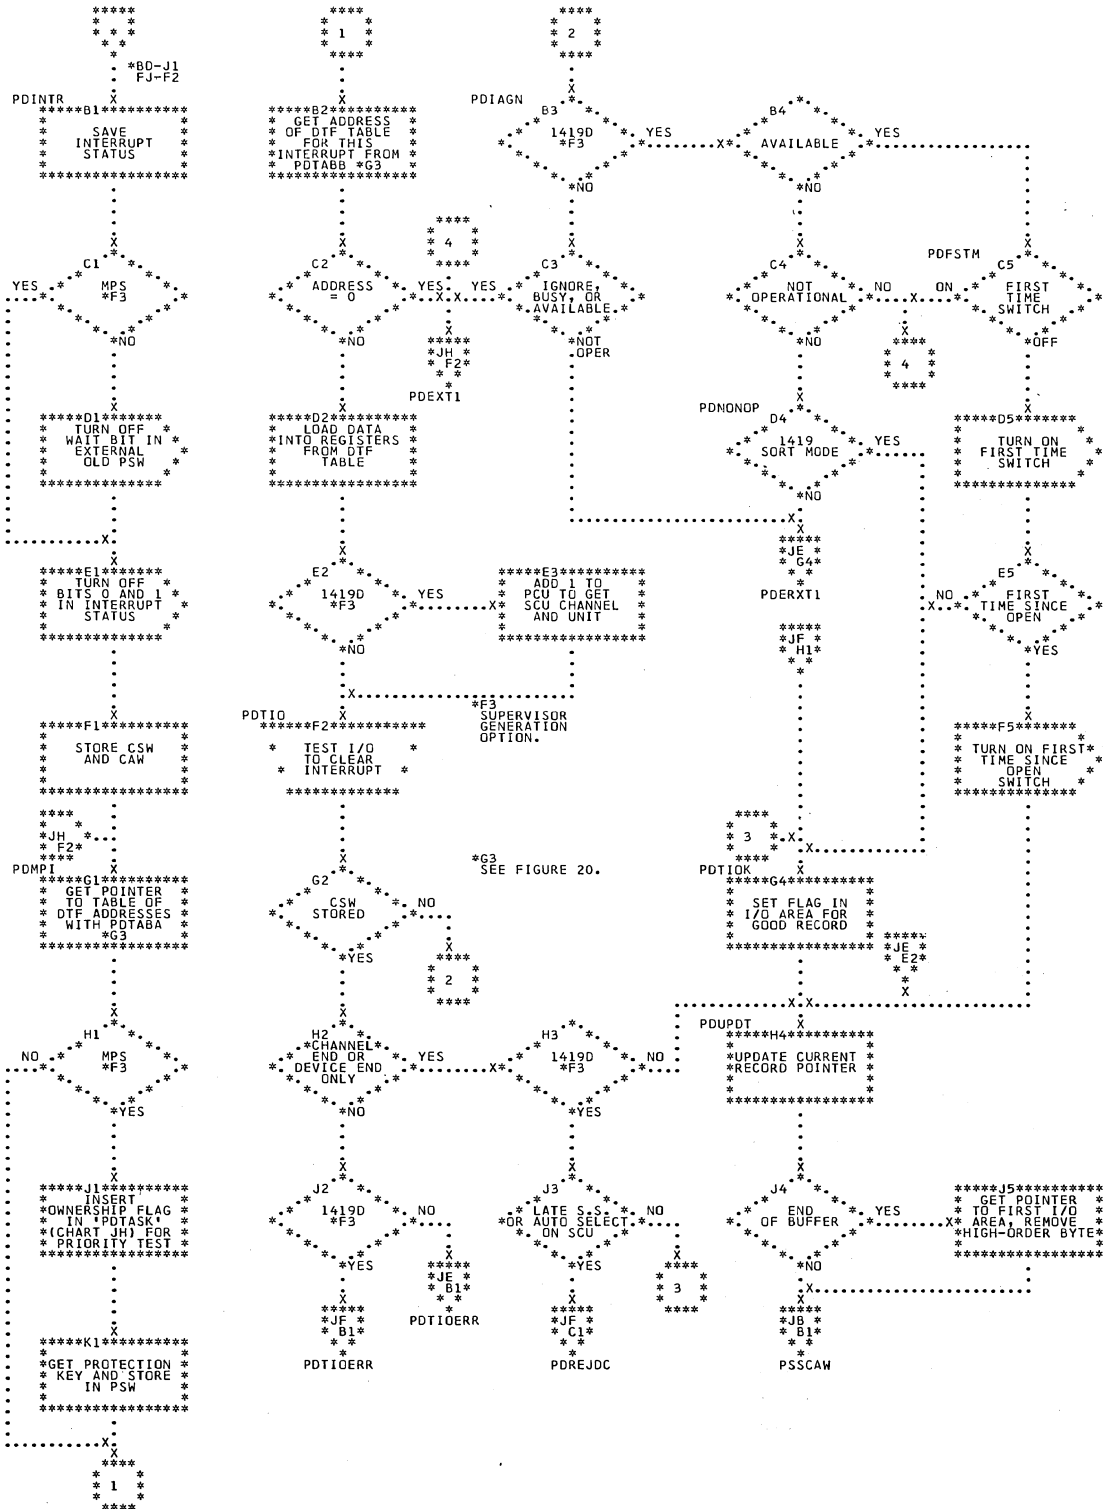 1
2
*BO-J1
FJ-F2
PDINTR
B1
SAVE
INTERRUPT
STATUS
C1
MPS
*F3
YES
*NO
D1
TURN OFF
WAIT BIT IN
EXTERNAL
OLD PSW
E1
TURN OFF
BITS 0 AND 1
IN INTERRUPT
STATUS
F1
STORE CSW
AND CAW
JH
F2
PDMPI
G1
GET POINTER
TO TABLE OF
DTF ADDRESSES
WITH PDTABA
*G3
H1
MPS
*F3
NO
*YES
J1
INSERT
OWNERSHIP FLAG
IN 'PDTASK'
(CHART JH) FOR
PRIORITY TEST
K1
GET PROTECTION
KEY AND STORE
IN PSW
1
B2
GET ADDRESS
OF DTF TABLE
FOR THIS
INTERRUPT FROM
PDTABB *G3
C2
ADDRESS
= 0
YES
*NO
4
JH
F2
PDEXT1
D2
LOAD DATA
INTO REGISTERS
FROM DTF
TABLE
E2
1419D
*F3
YES
*NO
E3
ADD 1 TO
PCU TO GET
SCU CHANNEL
AND UNIT
PDTIO
F2
TEST I/O
TO CLEAR
INTERRUPT
*F3
SUPERVISOR
GENERATION
OPTION.
G2
CSW
STORED
NO
*YES
2
*G3
SEE FIGURE 20.
H2
CHANNEL
END OR
DEVICE END
ONLY
YES
*NO
H3
1419D
*F3
NO
*YES
J2
1419D
*F3
NO
*YES
JE
B1
PDTIOERR
JF
B1
PDTIOERR
J3
LATE S.S.
OR AUTO SELECT
ON SCU
NO
*YES
3
JF
C1
PDREJDC
PDIAGN
B3
1419D
*F3
YES
*NO
C3
IGNORE,
BUSY, OR
AVAILABLE
YES
*NOT
OPER
B4
AVAILABLE
YES
*NO
C4
NOT
OPERATIONAL
NO
*NO
4
PDNONOP
D4
1419
SORT MODE
YES
*NO
JE
G4
PDERXT1
JF
H1
3
PDTIOK
G4
SET FLAG IN
I/O AREA FOR
GOOD RECORD
JE
E2
PDUPDT
H4
UPDATE CURRENT
RECORD POINTER
J4
END
OF BUFFER
YES
*NO
JB
B1
PSSCAW
PDFSTM
C5
FIRST
TIME
SWITCH
ON
*OFF
D5
TURN ON
FIRST TIME
SWITCH
E5
FIRST
TIME SINCE
OPEN
NO
*YES
F5
TURN ON FIRST
TIME SINCE
OPEN
SWITCH
J5
GET POINTER
TO FIRST I/O
AREA, REMOVE
HIGH-ORDER BYTE